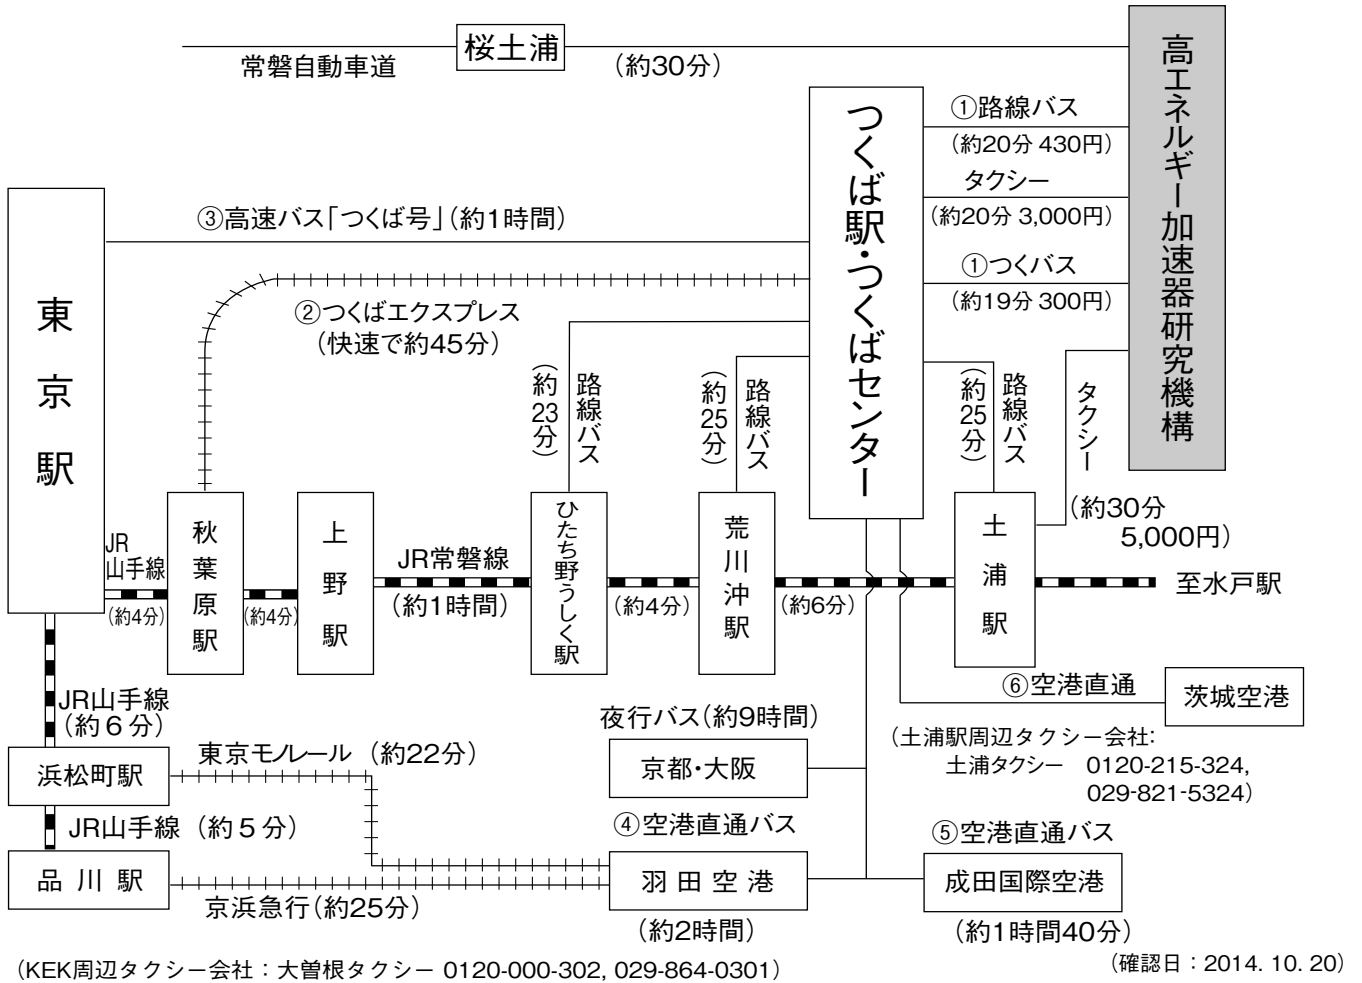 桜土浦
常磐自動車道
(約30分)
高エネルギー加速器研究機構
つくば駅・つくばセンター
①路線バス
(約20分 430円)
タクシー
(約20分 3,000円)
①つくバス
(約19分 300円)
東京駅
③高速バス「つくば号」(約1時間)
②つくばエクスプレス
(快速で約45分)
路線バス
(約23分)
路線バス
(約25分)
路線バス
(約25分)
タクシー
(約30分
5,000円)
JR
山手線
(約4分)
秋葉原駅
(約4分)
上野駅
JR常磐線
(約1時間)
ひたち野うしく駅
(約4分)
荒川沖駅
(約6分)
土浦駅
至水戸駅
JR山手線
(約6分)
浜松町駅
東京モノレール (約22分)
JR山手線 (約5分)
品川駅
京浜急行(約25分)
夜行バス(約9時間)
京都・大阪
④空港直通バス
羽田空港
(約2時間)
⑥空港直通
茨城空港
(土浦駅周辺タクシー会社:
土浦タクシー 0120-215-324,
029-821-5324)
⑤空港直通バス
成田国際空港
(約1時間40分)
(KEK周辺タクシー会社:大曽根タクシー 0120-000-302, 029-864-0301)
(確認日:2014. 10. 20)